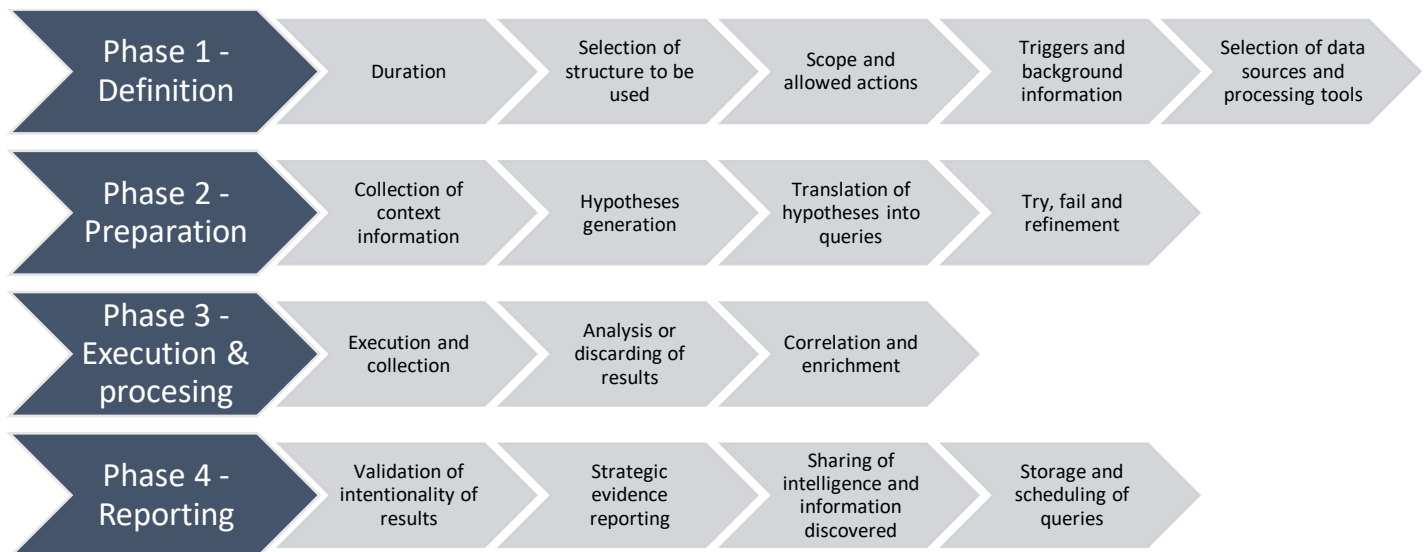 Phase 1 -
Definition
Duration
Selection of
structure to be
used
Scope and
allowed actions
Triggers and
background
information
Selection of data
sources and
processing tools
Phase 2 -
Preparation
Collection of
context
information
Hypotheses
generation
Translation of
hypotheses into
queries
Try, fail and
refinement
Phase 3 -
Execution &
procesing
Execution and
collection
Analysis or
discarding of
results
Correlation and
enrichment
Phase 4 -
Reporting
Validation of
intentionality of
results
Strategic
evidence
reporting
Sharing of
intelligence and
information
discovered
Storage and
scheduling of
queries